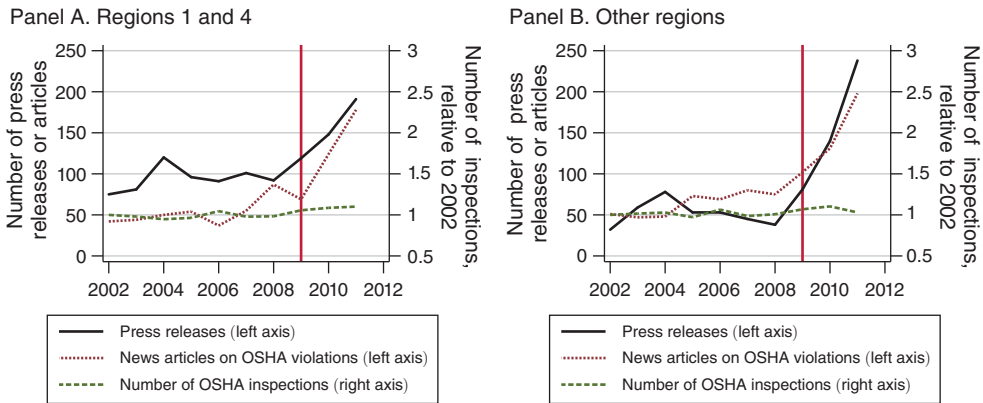 Panel A. Regions 1 and 4
Number of press
releases or articles
250
200
150
100
50
0
3
2.5
2
1.5
1
0.5
Number of inspections,
relative to 2002
2002 2004 2006 2008 2010 2012
Press releases (left axis)
News articles on OSHA violations (left axis)
Number of OSHA inspections (right axis)
Panel B. Other regions
Number of press
releases or articles
250
200
150
100
50
0
3
2.5
2
1.5
1
0.5
Number of inspections,
relative to 2002
2002 2004 2006 2008 2010 2012
Press releases (left axis)
News articles on OSHA violations (left axis)
Number of OSHA inspections (right axis)